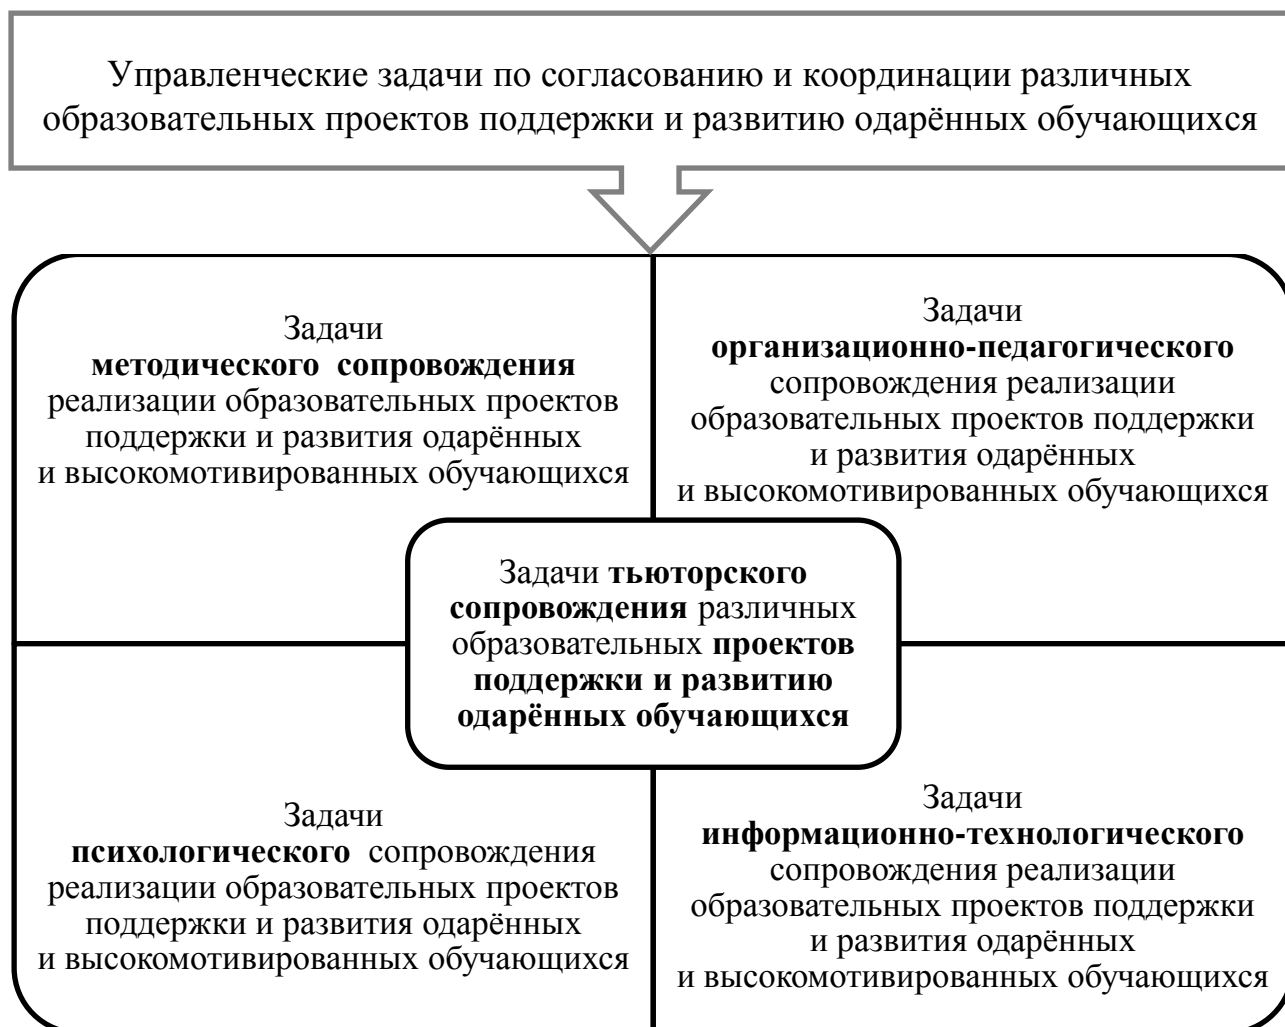 Управленческие задачи по согласованию и координации различных
образовательных проектов поддержки и развитию одарённых обучающихся
Задачи
методического сопровождения
реализации образовательных проектов
поддержки и развития одарённых
и высокомотивированных обучающихся
Задачи
организационно-педагогического
сопровождения реализации
образовательных проектов поддержки
и развития одарённых
и высокомотивированных обучающихся
Задачи тьюторского
сопровождения различных
образовательных проектов
поддержки и развитию
одарённых обучающихся
Задачи
психологического сопровождения
реализации образовательных проектов
поддержки и развития одарённых
и высокомотивированных обучающихся
Задачи
информационно-технологического
сопровождения реализации
образовательных проектов поддержки
и развития одарённых
и высокомотивированных обучающихся